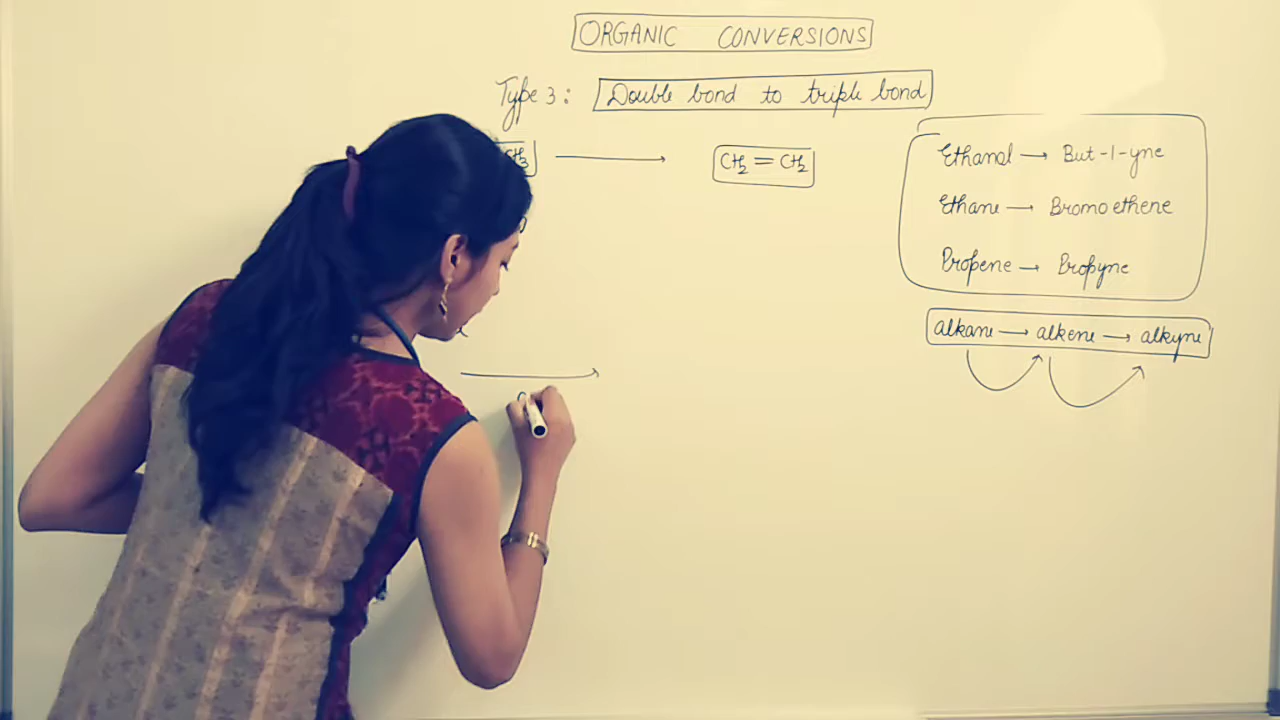 ORGANIC CONVERSIONS
Type 3: Double bond to triple bond
CH3 ⟶ CH2 = CH2
Ethanol → But-1-yne
Ethane → Bromoethene
Propene → Propyne
alkane → alkene → alkyne